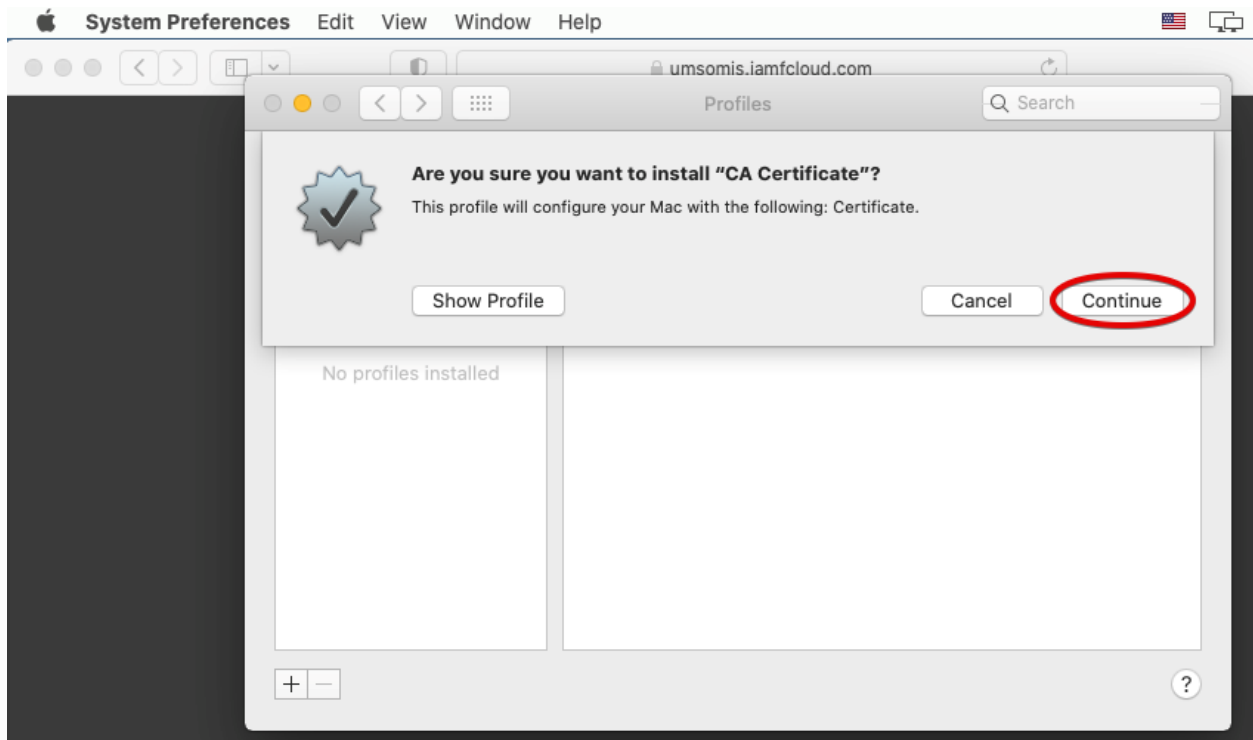 System Preferences Edit View Window Help
umsomis.jamfcloud.com
Profiles
Search
Are you sure you want to install “CA Certificate”?
This profile will configure your Mac with the following: Certificate.
Show Profile
Cancel
Continue
No profiles installed
+
?